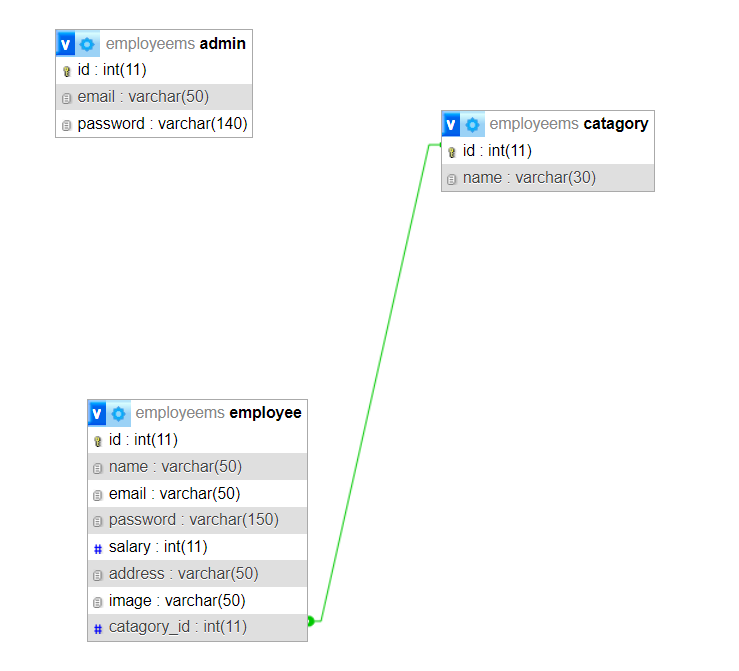 v employeems admin
id : int(11)
email : varchar(50)
password : varchar(140)
v employeems catagory
id : int(11)
name : varchar(30)
v employeems employee
id : int(11)
name : varchar(50)
email : varchar(50)
password : varchar(150)
# salary : int(11)
address : varchar(50)
image : varchar(50)
# catagory_id : int(11)